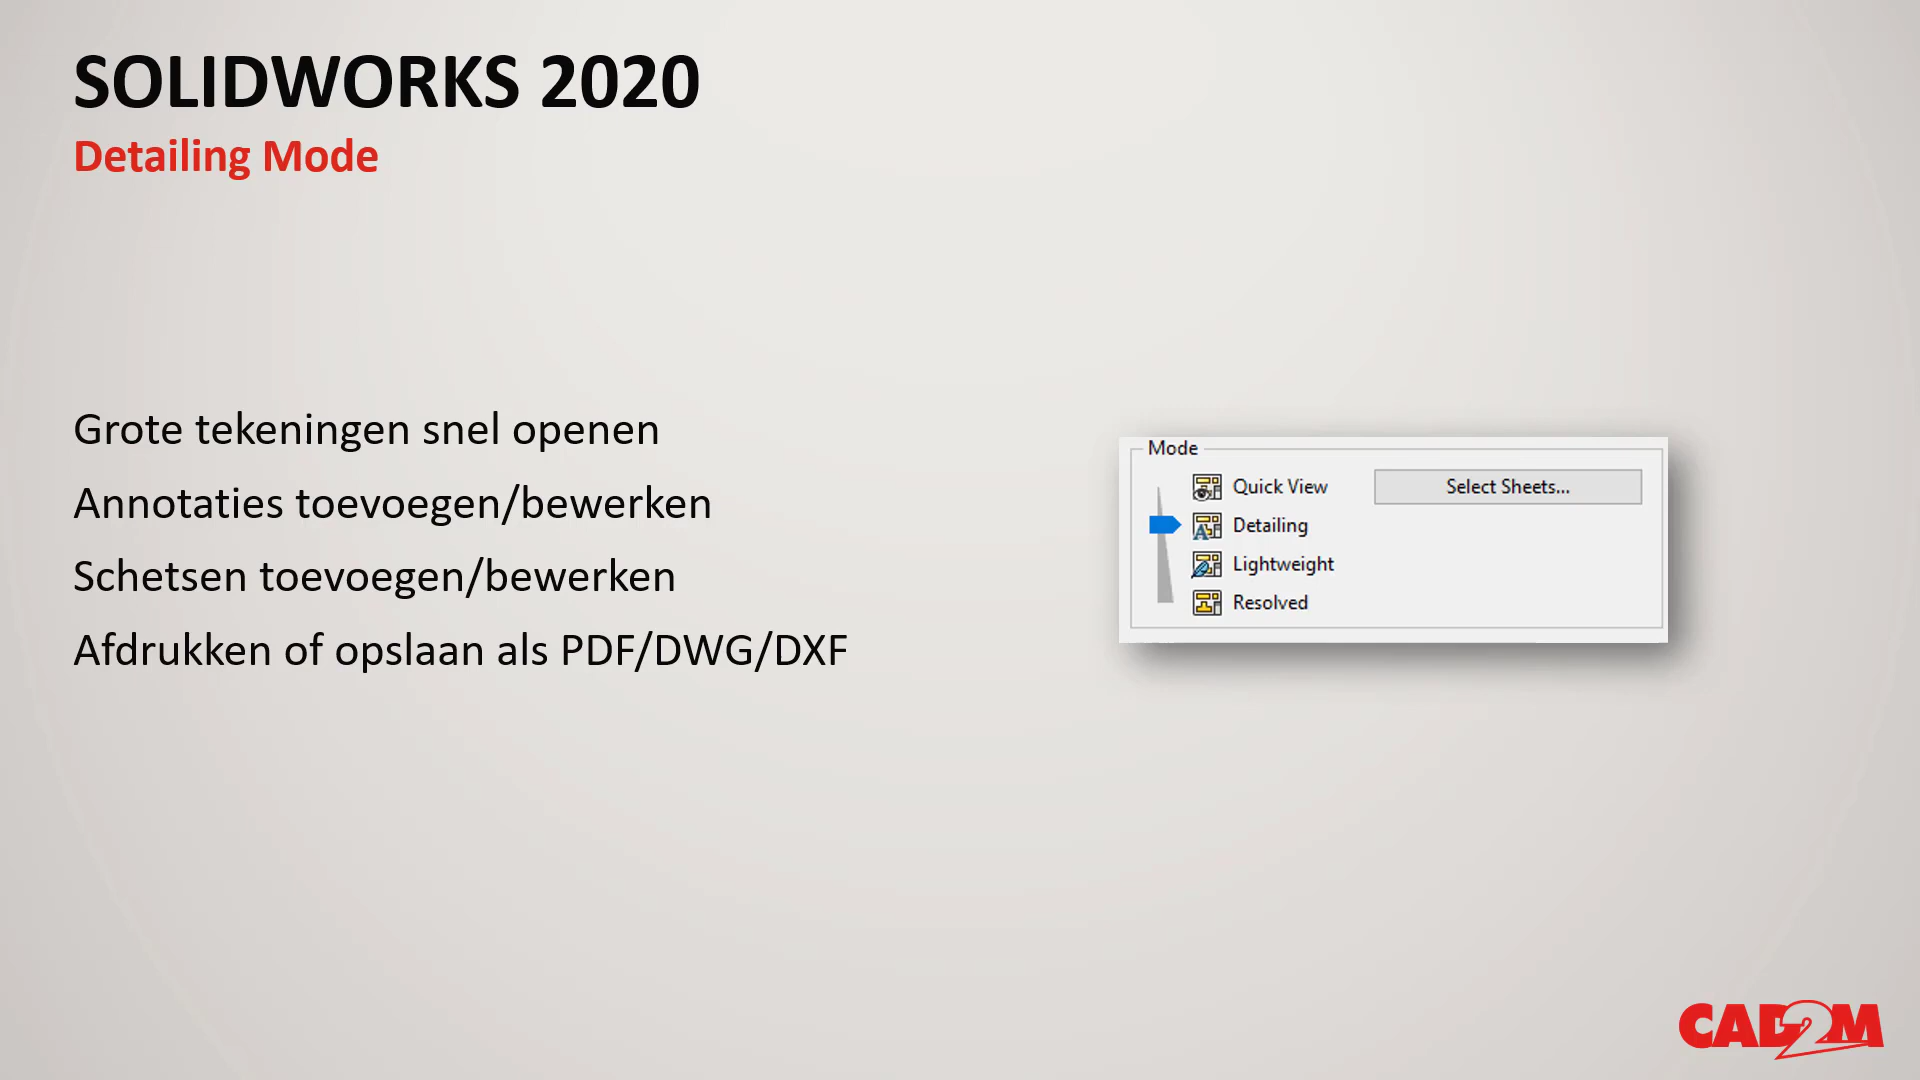 SOLIDWORKS 2020
Detailing Mode
Grote tekeningen snel openen
Annotaties toevoegen/bewerken
Schetsen toevoegen/bewerken
Afdrukken of opslaan als PDF/DWG/DXF
Mode
Quick View
Select Sheets...
Detailing
Lightweight
Resolved
CAD2M